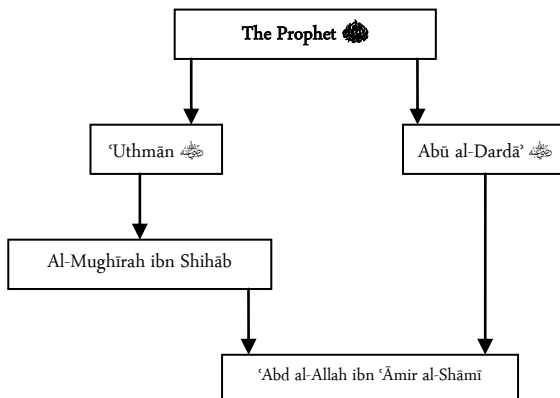 The Prophet ﷺ
ʿUthmān
Abū al-Dardāʾ
Al-Mughīrah ibn Shihāb
ʿAbd al-Allah ibn ʿĀmir al-Shāmī